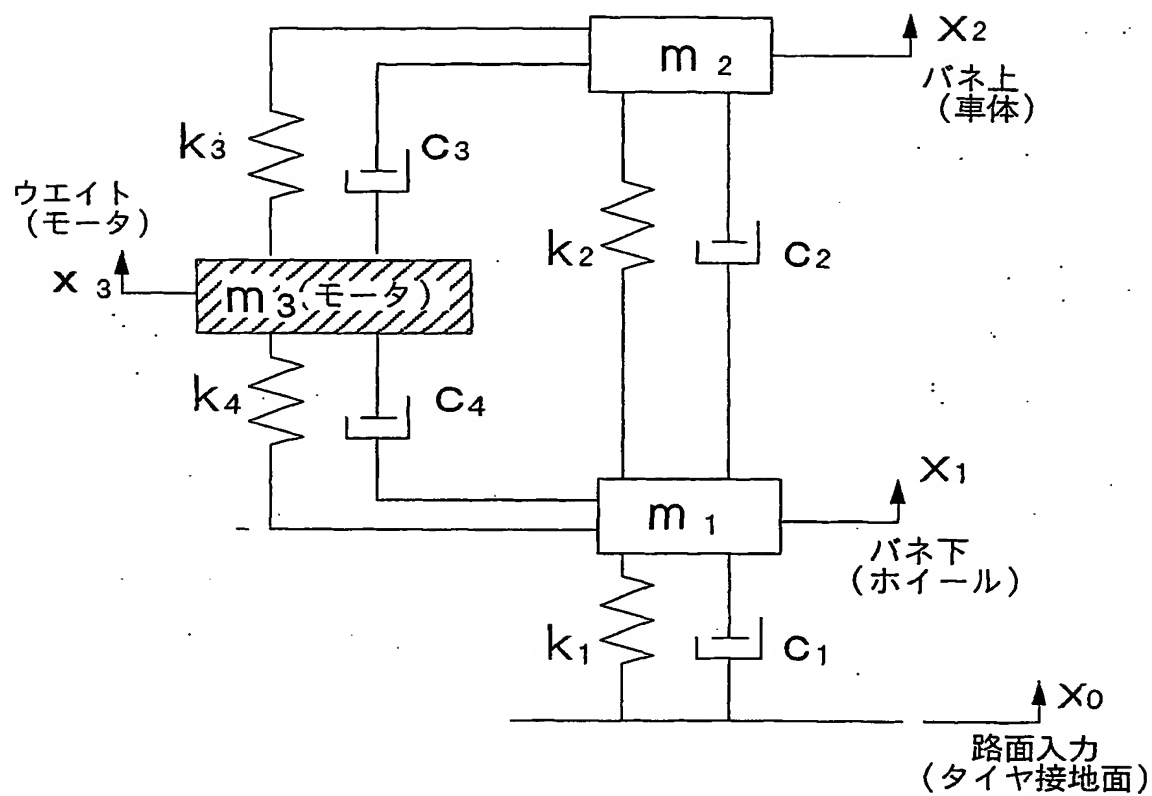 m 2
x2
バネ上
(車体)
k3
c3
ウエイト
(モータ)
x 3
m 3(モータ)
k2
c2
k4
c4
m 1
x1
バネ下
(ホイール)
k1
c1
x0
路面入力
(タイヤ接地面)